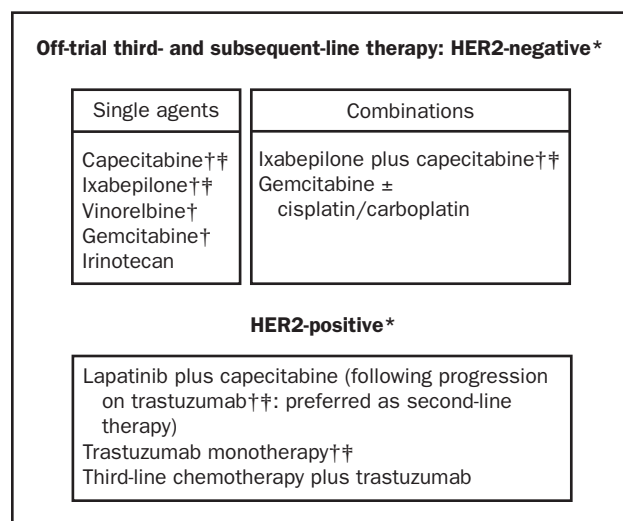 Off-trial third- and subsequent-line therapy: HER2-negative*
Single agents
Capecitabine†‡
Ixabepilone†‡
Vinorelbine†
Gemcitabine†
Irinotecan
Combinations
Ixabepilone plus capecitabine†‡
Gemcitabine ±
cisplatin/carboplatin
HER2-positive*
Lapatinib plus capecitabine (following progression
on trastuzumab†‡: preferred as second-line
therapy)
Trastuzumab monotherapy†‡
Third-line chemotherapy plus trastuzumab